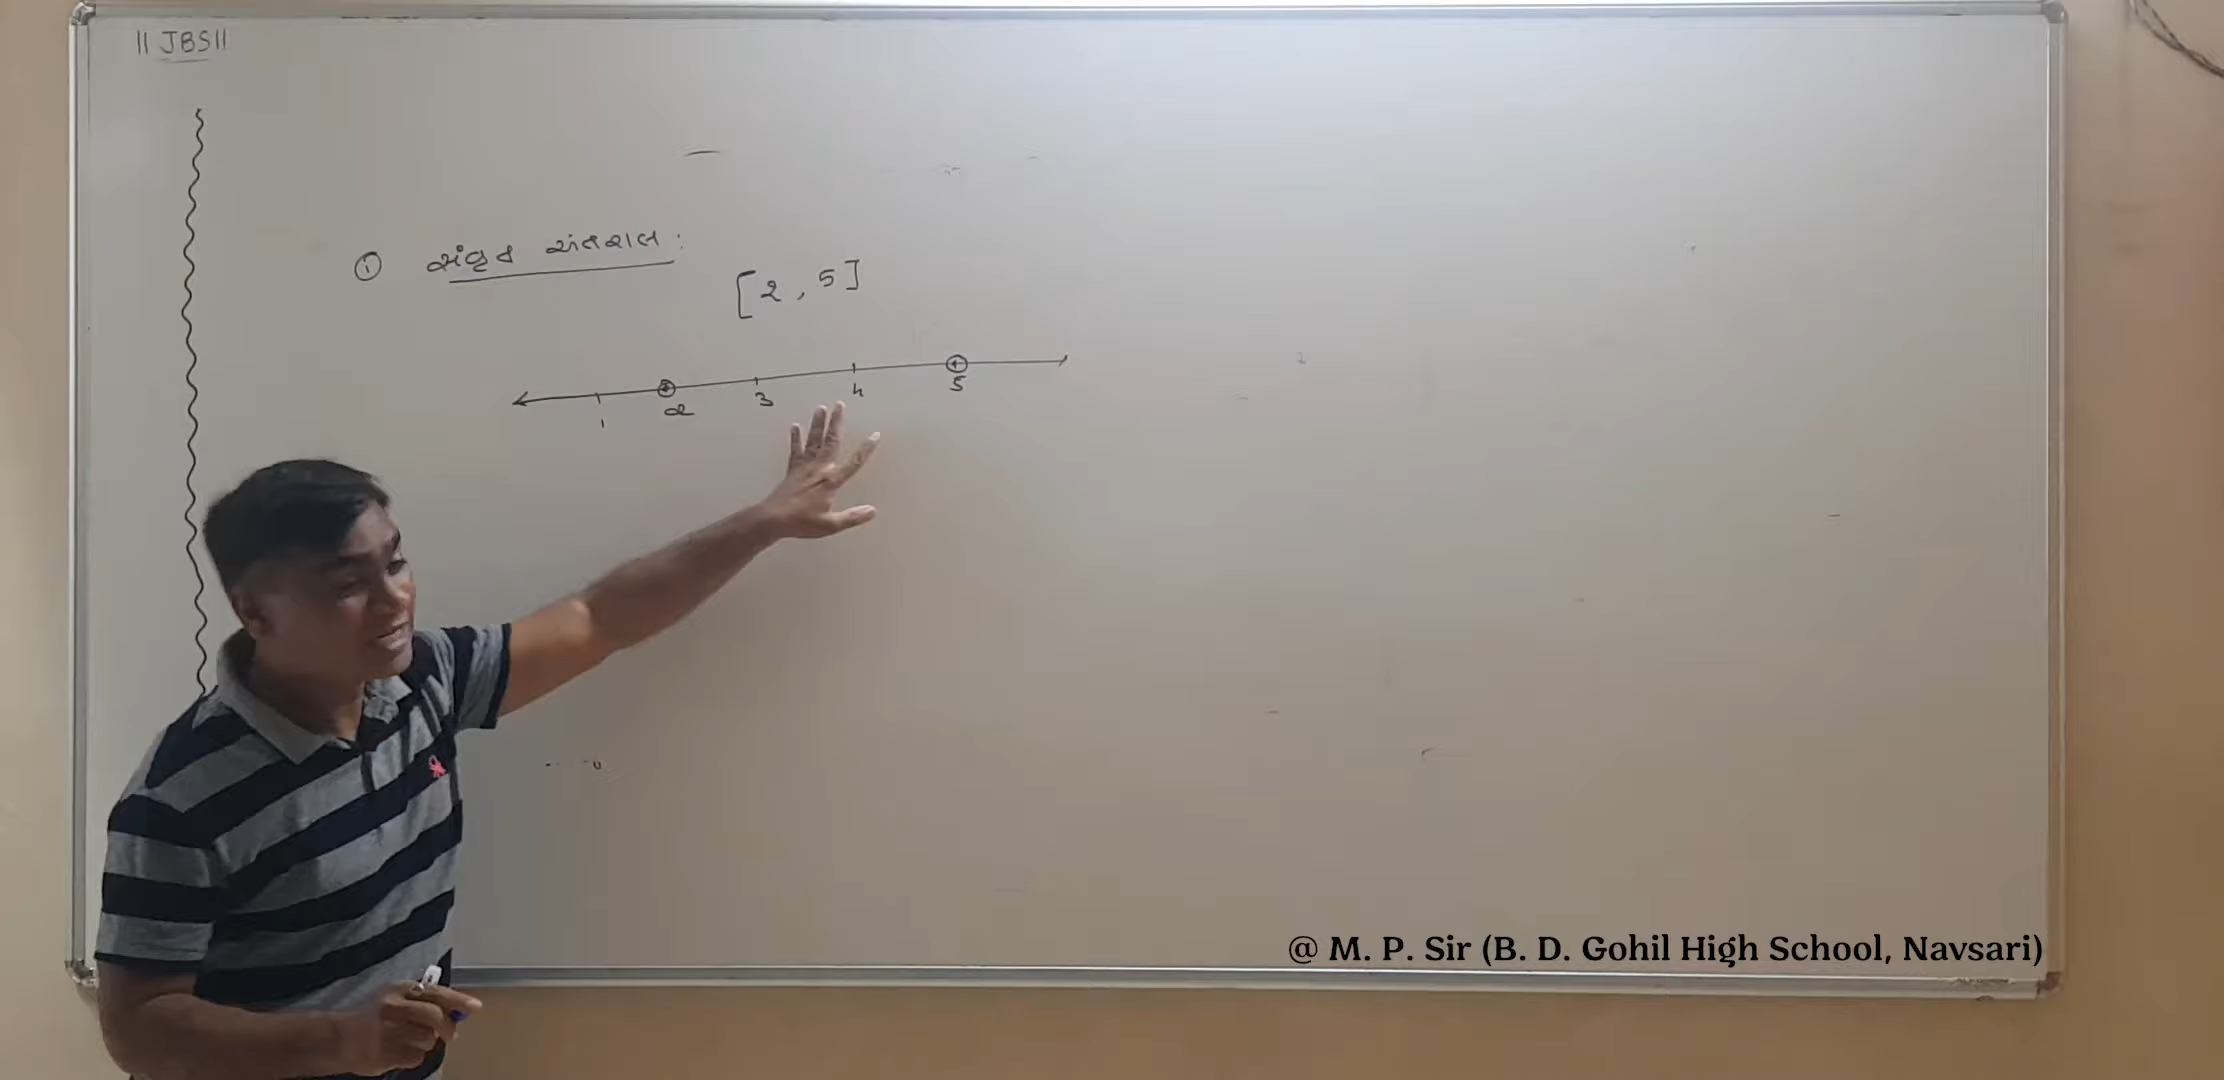 || JBS ||
① સંવૃત અંતરાલ :
[2, 5]
1 2 3 4 5
@ M. P. Sir (B. D. Gohil High School, Navsari)